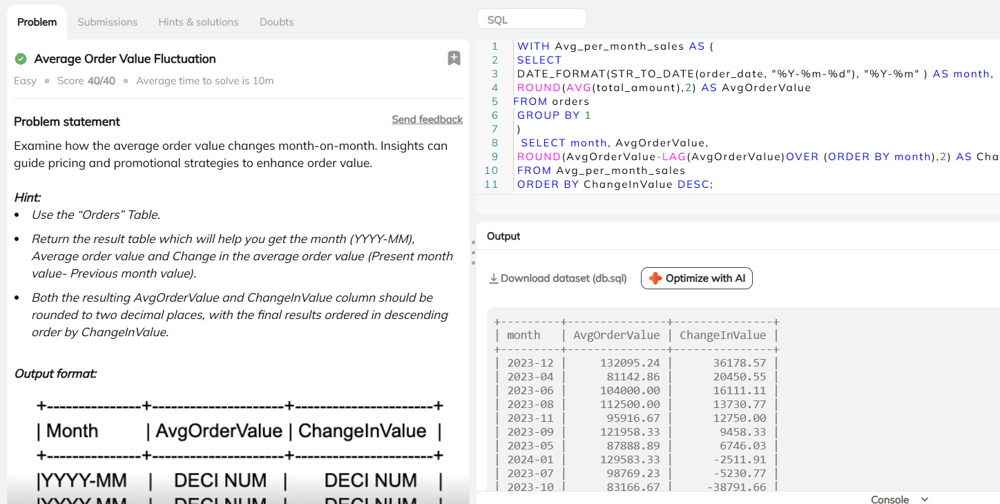 Problem
Submissions
Hints & solutions
Doubts
Average Order Value Fluctuation
Easy
Score 40/40
Average time to solve is 10m
Problem statement
Send feedback
Examine how the average order value changes month-on-month. Insights can
guide pricing and promotional strategies to enhance order value.
Hint:
Use the “Orders” Table.
Return the result table which will help you get the month (YYYY-MM),
Average order value and Change in the average order value (Present month
value- Previous month value).
Both the resulting AvgOrderValue and ChangeInValue column should be
rounded to two decimal places, with the final results ordered in descending
order by ChangeInValue.
Output format:
+---------------+---------------------+---------------------+
| Month | AvgOrderValue | ChangeInValue |
+---------------+---------------------+---------------------+
|YYYY-MM | DECI NUM | DECI NUM |
|YYYY-MM | DECI NUM | DECI NUM |
SQL
1 WITH Avg_per_month_sales AS (
2 SELECT
3 DATE_FORMAT(STR_TO_DATE(order_date, "%Y-%m-%d"), "%Y-%m" ) AS month,
4 ROUND(AVG(total_amount),2) AS AvgOrderValue
5 FROM orders
6 GROUP BY 1
7 )
8 SELECT month, AvgOrderValue,
9 ROUND(AvgOrderValue-LAG(AvgOrderValue)OVER (ORDER BY month),2) AS Cha
10 FROM Avg_per_month_sales
11 ORDER BY ChangeInValue DESC;
Output
Download dataset (db.sql)
Optimize with AI
+---------+---------------+---------------+
| month | AvgOrderValue | ChangeInValue |
+---------+---------------+---------------+
| 2023-12 | 132095.24 | 36178.57 |
| 2023-04 | 81142.86 | 20450.55 |
| 2023-06 | 104000.00 | 16111.11 |
| 2023-08 | 112500.00 | 13730.77 |
| 2023-11 | 95916.67 | 12750.00 |
| 2023-09 | 121958.33 | 9458.33 |
| 2023-05 | 87888.89 | 6746.03 |
| 2024-01 | 129583.33 | -2511.91 |
| 2023-07 | 98769.23 | -5230.77 |
| 2023-10 | 83166.67 | -38791.66 |
Console